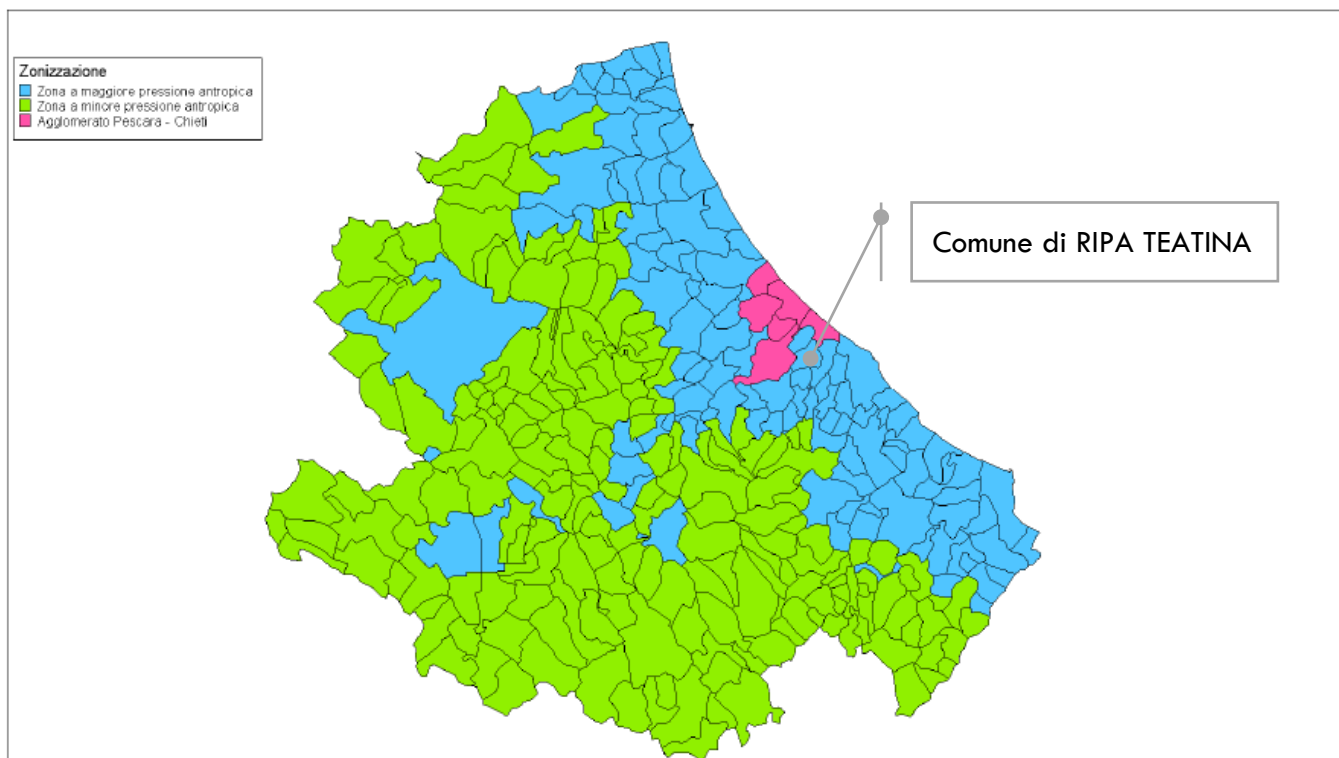 Zonizzazione
Zona a maggiore pressione antropica
Zona a minore pressione antropica
Agglomerato Pescara - Chieti
Comune di RIPA TEATINA